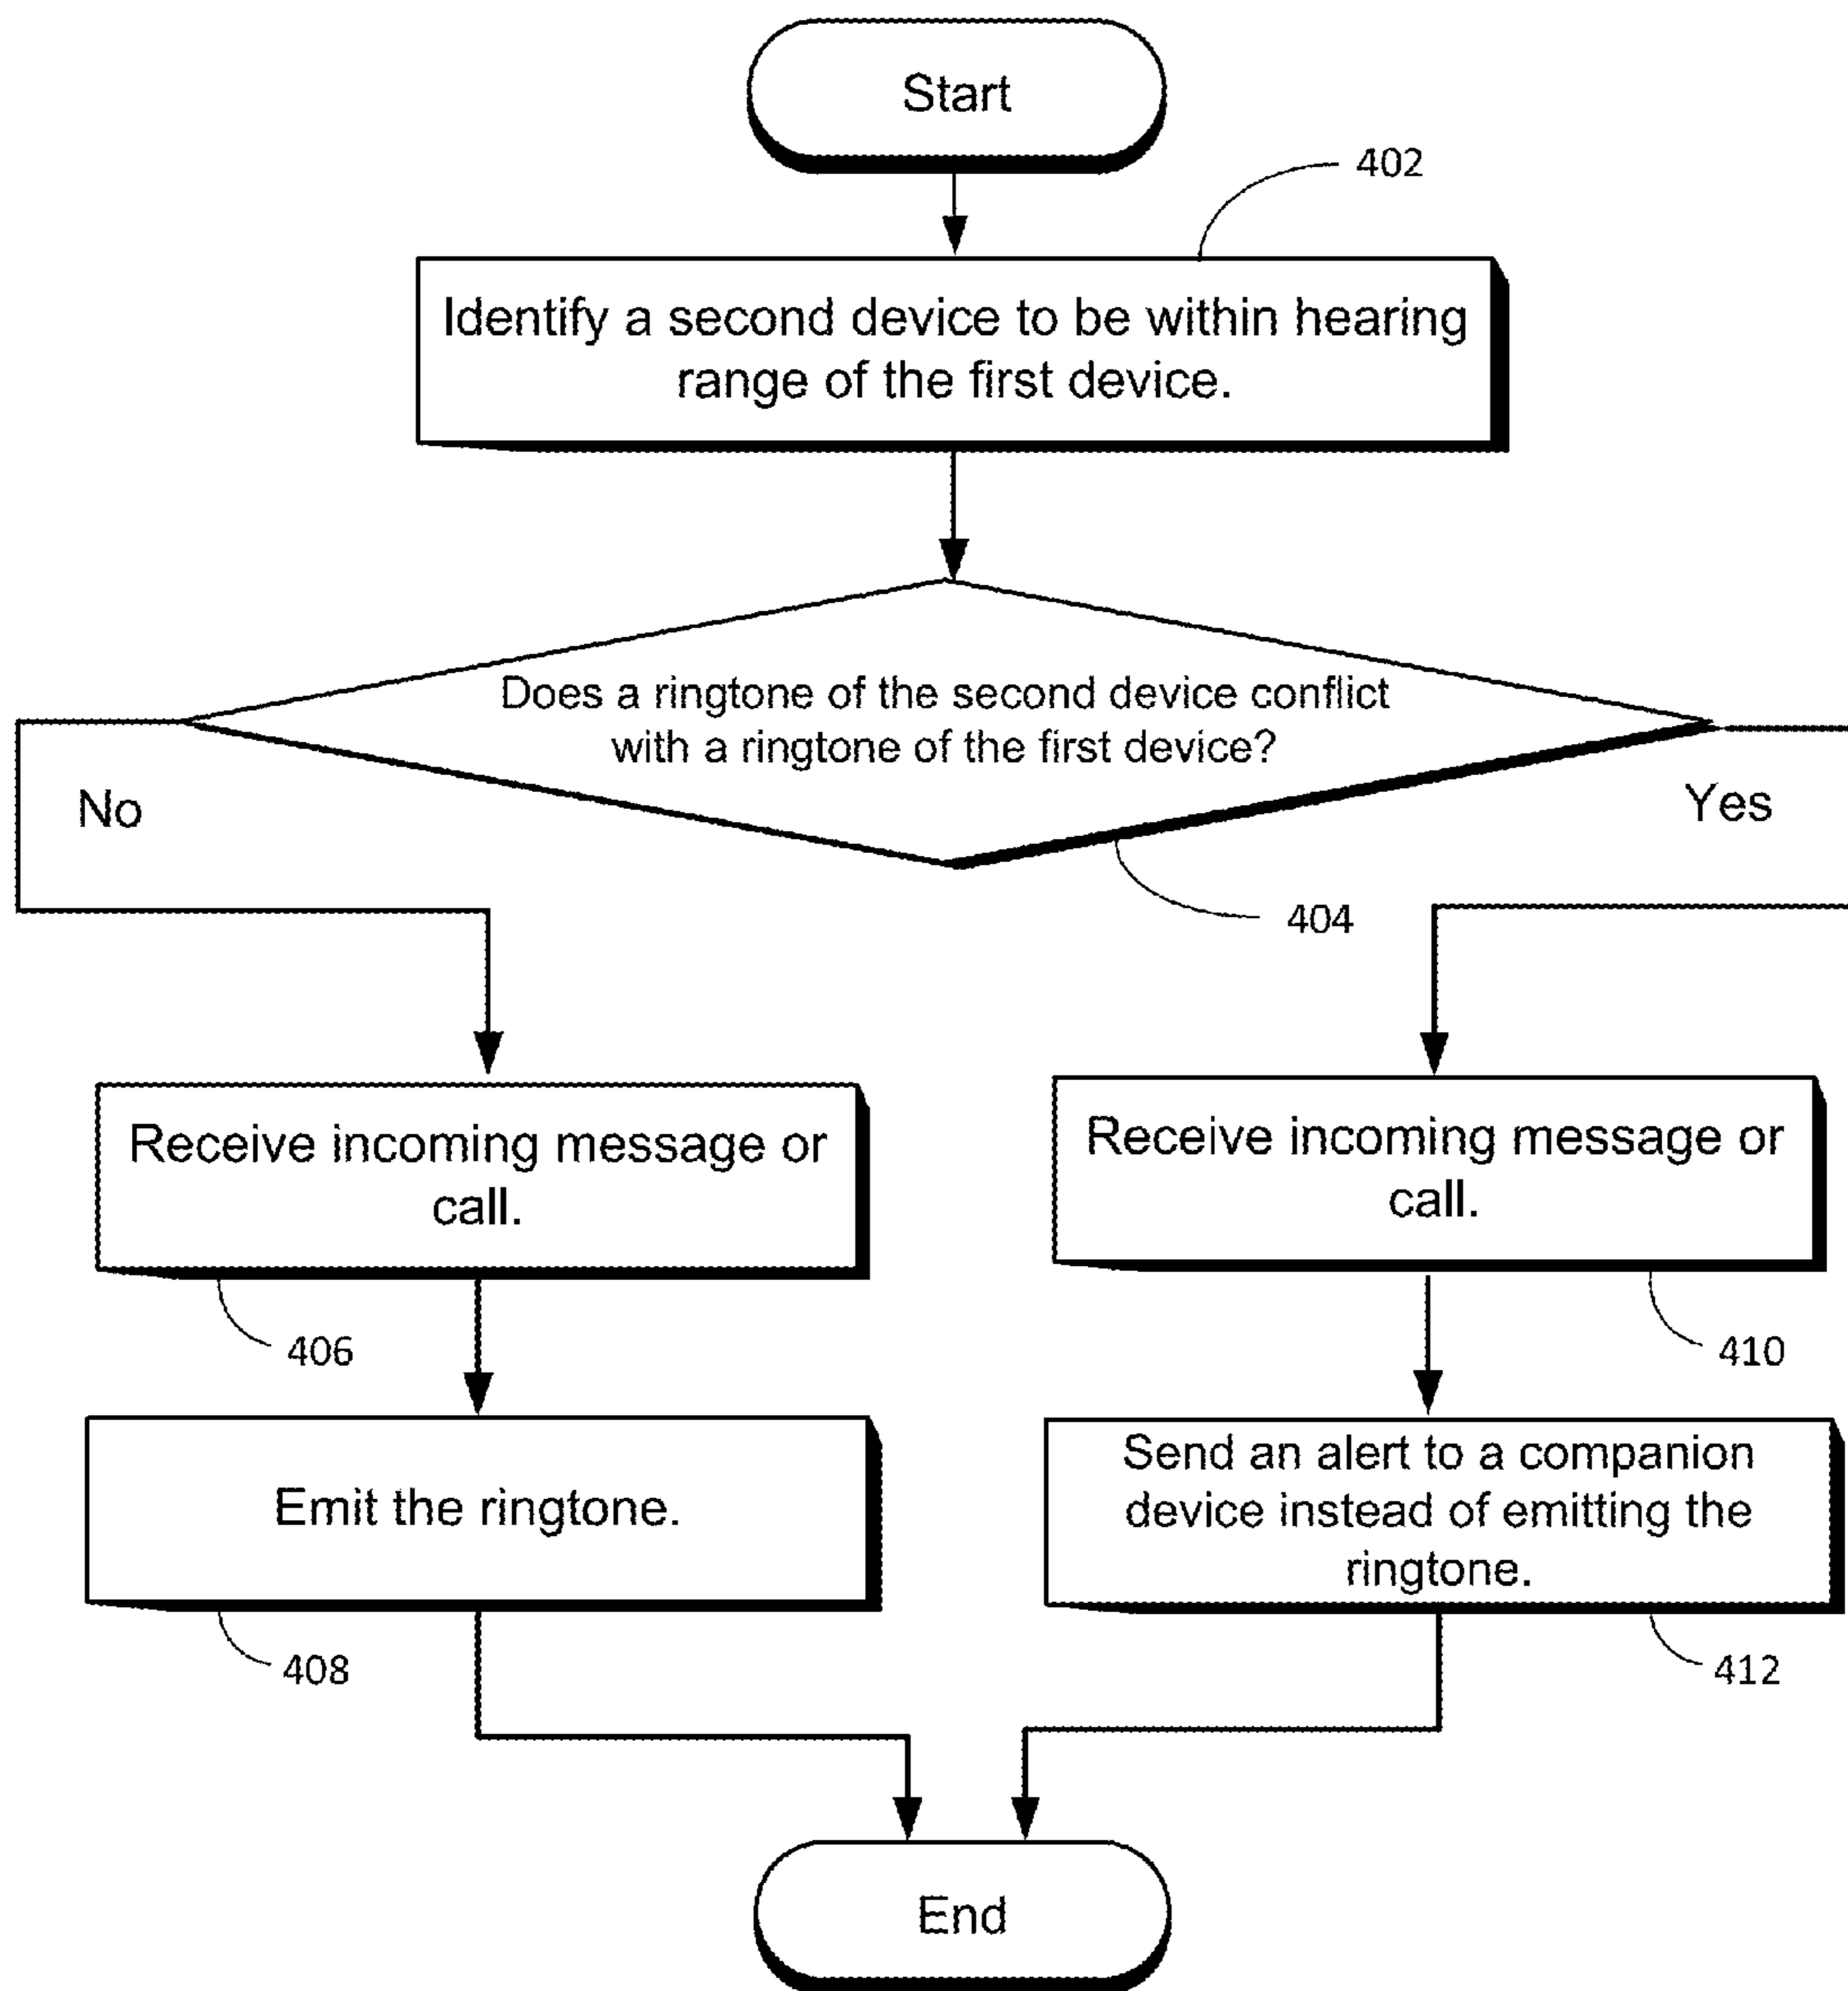 Start
402
Identify a second device to be within hearing
range of the first device.
Does a ringtone of the second device conflict
with a ringtone of the first device?
No
Yes
404
Receive incoming message or
call.
406
Receive incoming message or
call.
410
Emit the ringtone.
408
Send an alert to a companion
device instead of emitting the
ringtone.
412
End